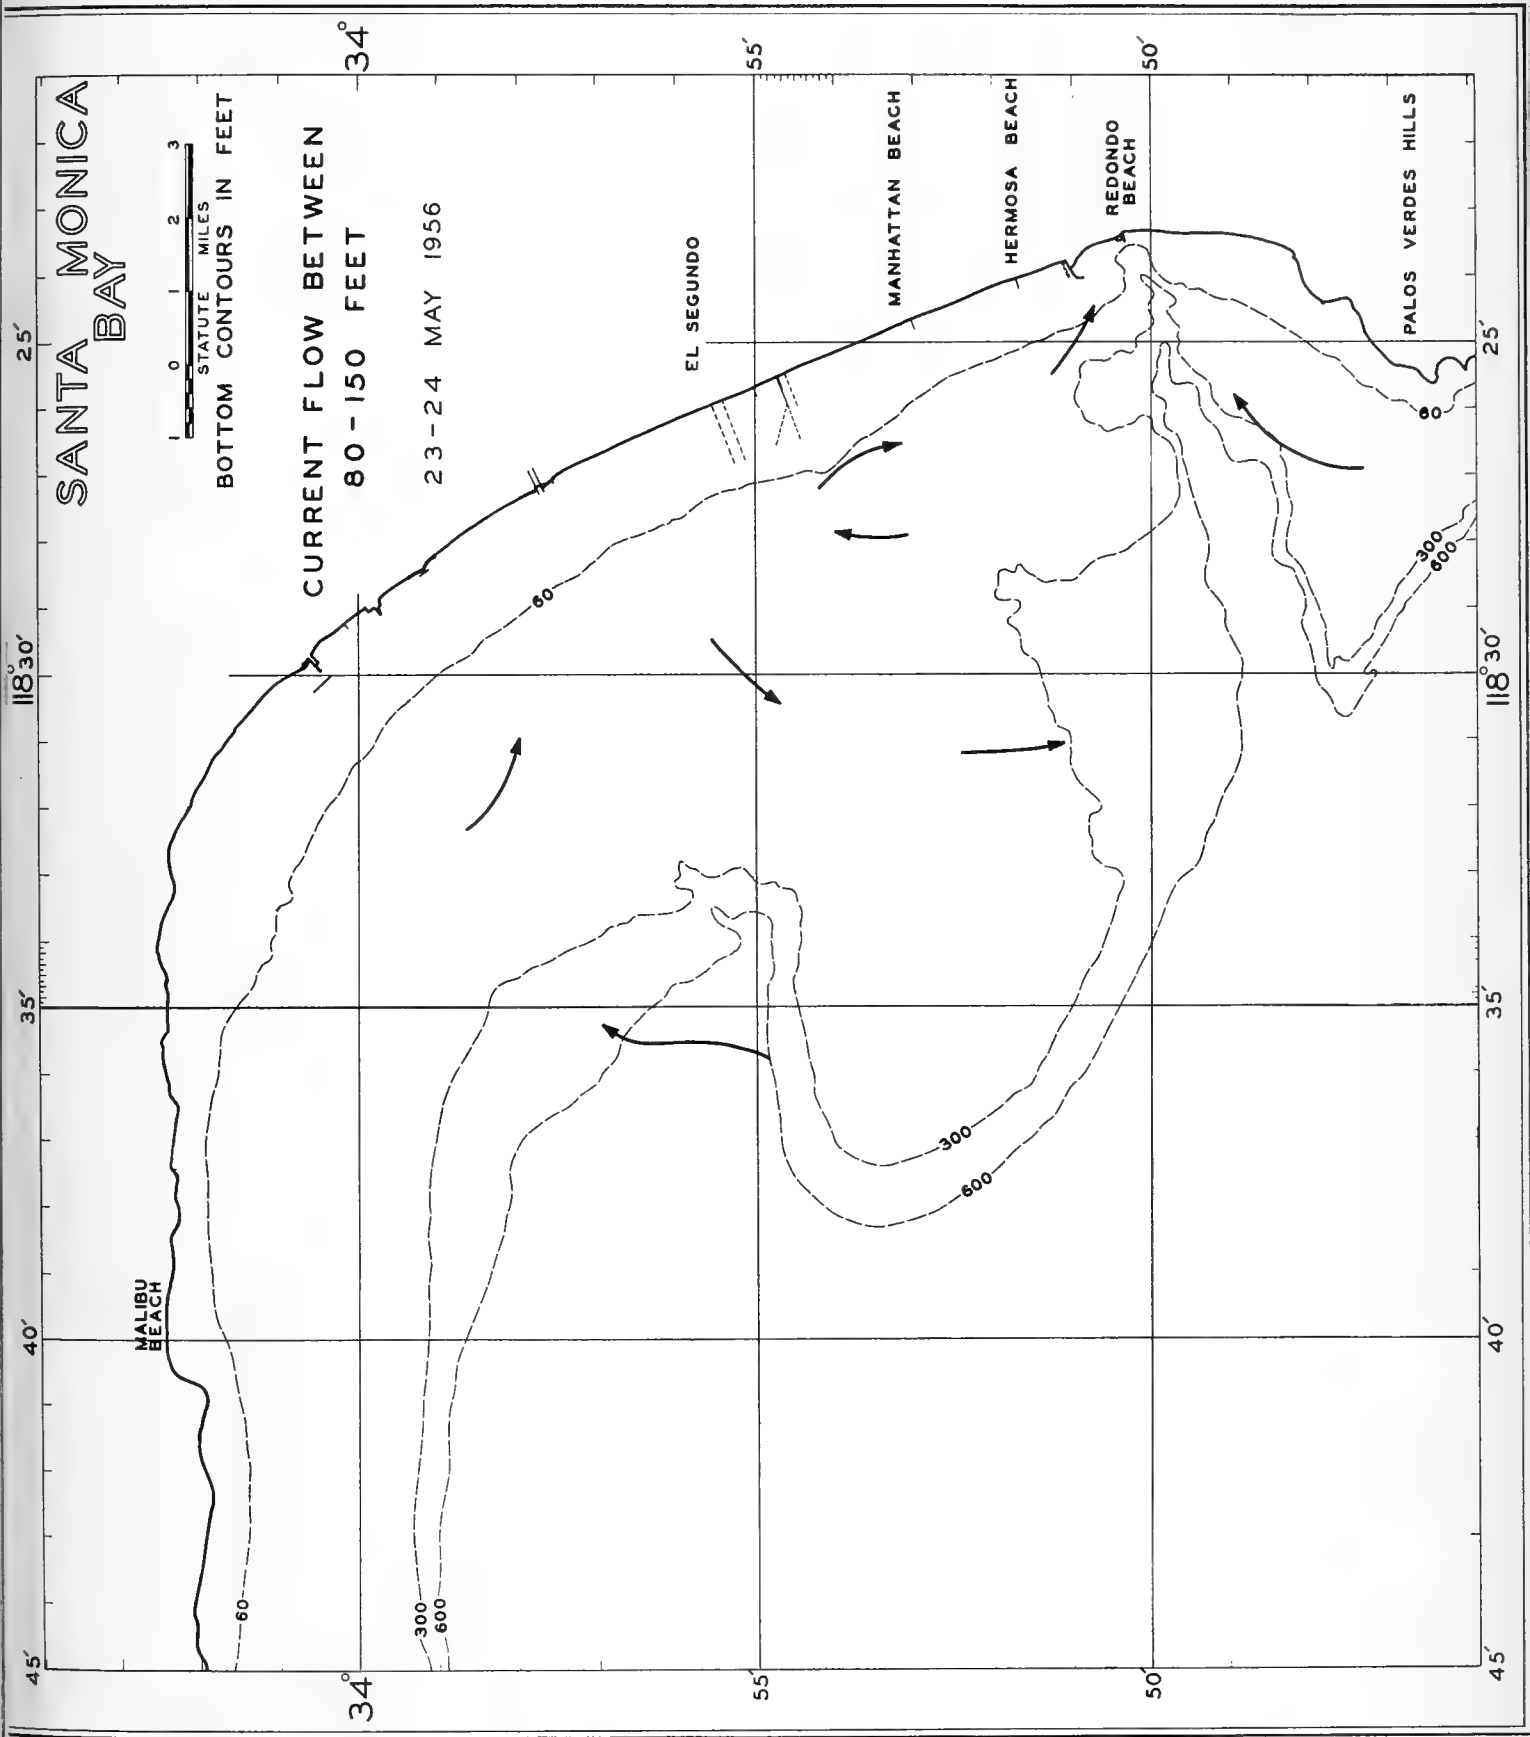 SANTA MONICA
BAY
1 0 1 2 3
STATUTE MILES
BOTTOM CONTOURS IN FEET
CURRENT FLOW BETWEEN
80-150 FEET
23-24 MAY 1956
MALIBU
BEACH
EL SEGUNDO
MANHATTAN BEACH
HERMOSA BEACH
REDONDO
BEACH
PALOS VERDES HILLS
45'
40'
35'
118°30'
25'
34°
55'
50'
34°
55'
50'
45'
40'
35'
118°30'
25'
60
300
600
60
300
600
300
600
60